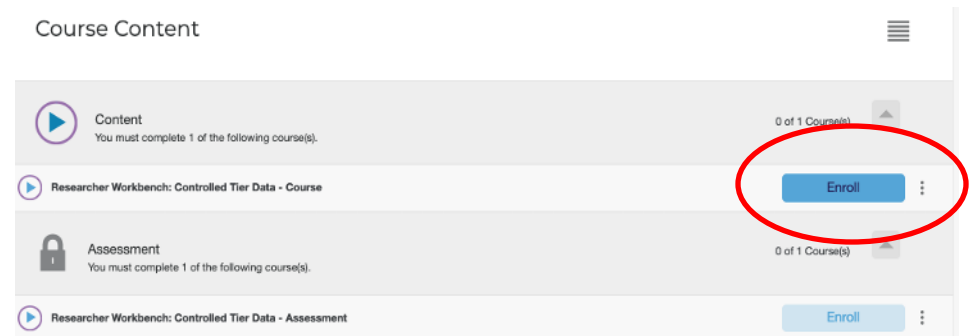 Course Content
Content
0 of 1 Course(s)
You must complete 1 of the following course(s).
Researcher Workbench: Controlled Tier Data - Course
Enroll
Assessment
0 of 1 Course(s)
You must complete 1 of the following course(s).
Researcher Workbench: Controlled Tier Data - Assessment
Enroll